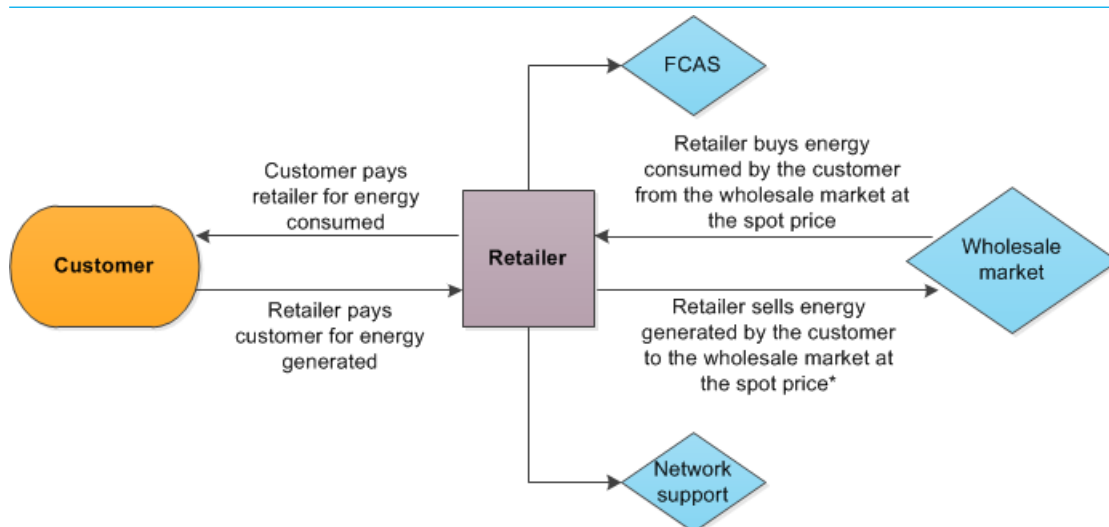 FCAS
Retailer buys energy
consumed by the customer
from the wholesale market at
the spot price
Customer pays
retailer for energy
consumed
Customer
Retailer
Wholesale
market
Retailer pays
customer for energy
generated
Retailer sells energy
generated by the customer
to the wholesale market at
the spot price*
Network
support